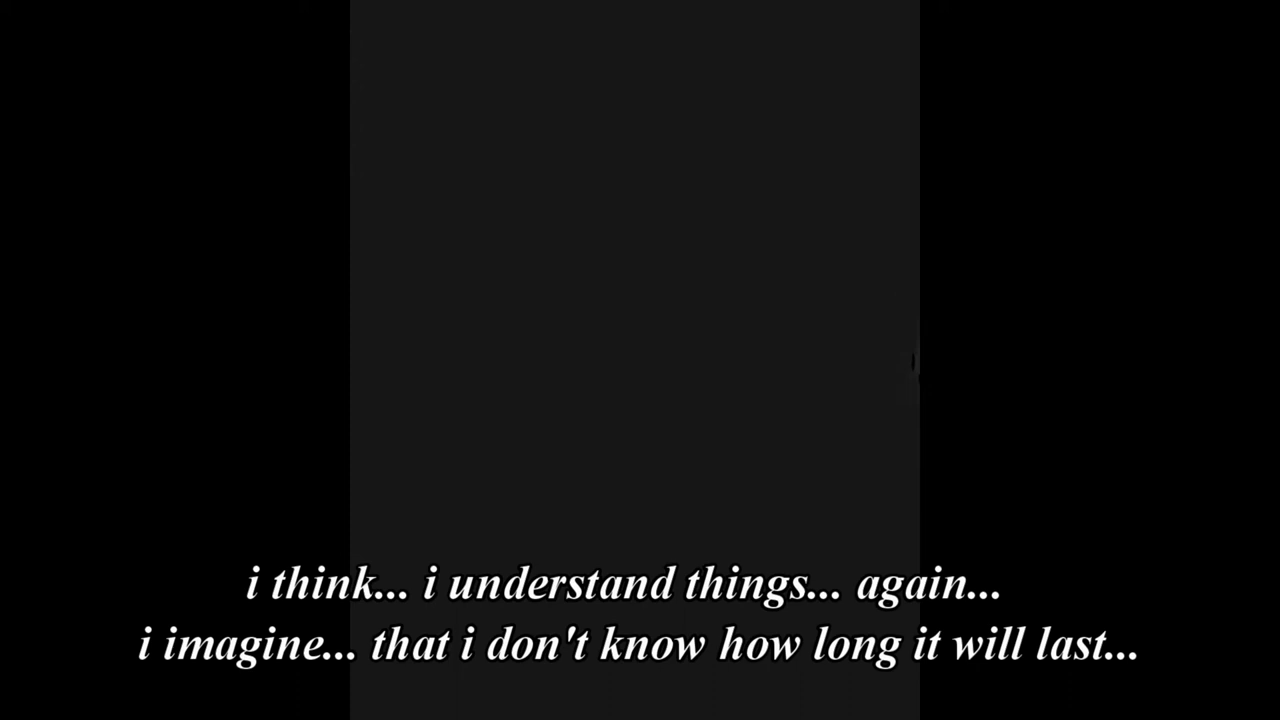 i think... i understand things... again...
i imagine... that i don't know how long it will last...